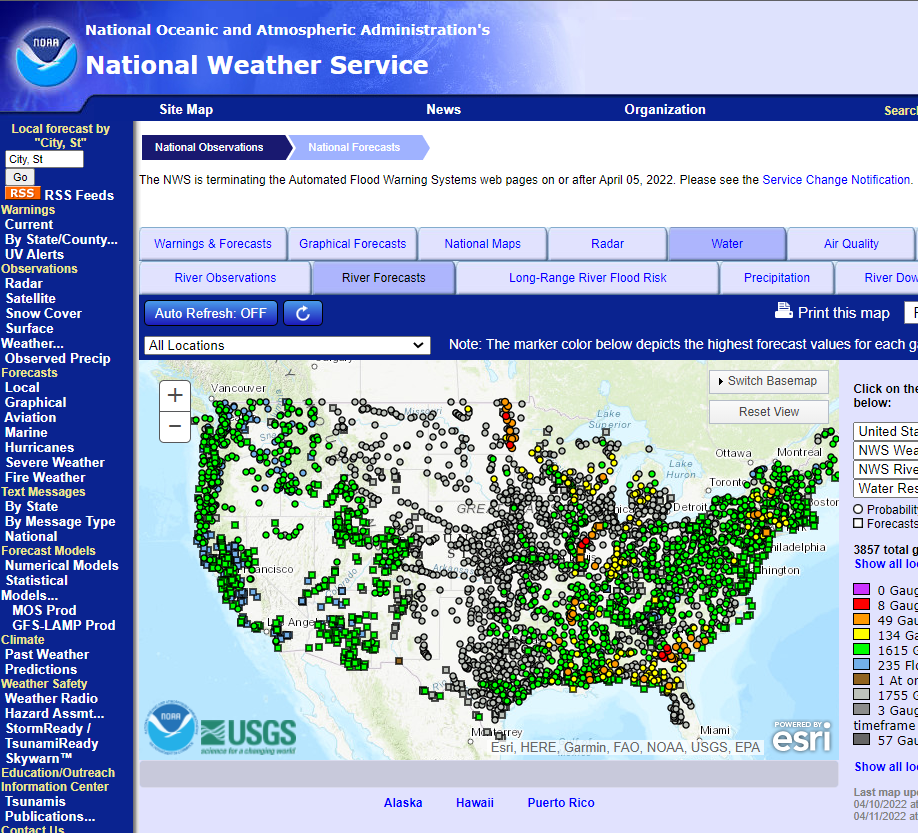 National Oceanic and Atmospheric Administration's
NOAA
National Weather Service
Site Map News Organization
Local forecast by
"City, St"
City, St
Go
RSS RSS Feeds
Warnings
Current
By State/County...
UV Alerts
Observations
Radar
Satellite
Snow Cover
Surface
Weather...
Observed Precip
Forecasts
Local
Graphical
Aviation
Marine
Hurricanes
Severe Weather
Fire Weather
Text Messages
By State
By Message Type
National
Forecast Models
Numerical Models
Statistical
Models...
MOS Prod
GFS-LAMP Prod
Climate
Past Weather
Predictions
Weather Safety
Weather Radio
Hazard Assmt...
StormReady /
TsunamiReady
Skywarn™
Education/Outreach
Information Center
Tsunamis
Publications...
Contact Us
National Observations National Forecasts
The NWS is terminating the Automated Flood Warning Systems web pages on or after April 05, 2022. Please see the Service Change Notification.
Warnings & Forecasts Graphical Forecasts National Maps Radar Water Air Quality
River Observations River Forecasts Long-Range River Flood Risk Precipitation River Dow
Auto Refresh: OFF
Print this map
All Locations
Note: The marker color below depicts the highest forecast values for each
+
−
Switch Basemap
Reset View
Vancouver
Lake
Superior
Ottawa
Montreal
Lake
Huron
Toronto
Detroit
Monterrey
Miami
NOAA
USGS
science for a changing world
Esri, HERE, Garmin, FAO, NOAA, USGS, EPA
POWERED BY
esri
Alaska Hawaii Puerto Rico
Click on the
below:
United Sta
NWS Wea
NWS Rive
Water Res
Probabilit
Forecasts
3857 total g
Show all lo
0 Gaug
8 Gaug
49 Gau
134 Ga
1615 G
235 Flo
1 At or
1755 G
3 Gaug
timeframe
57 Gau
Show all lo
Last map upd
04/10/2022 at
04/11/2022 at